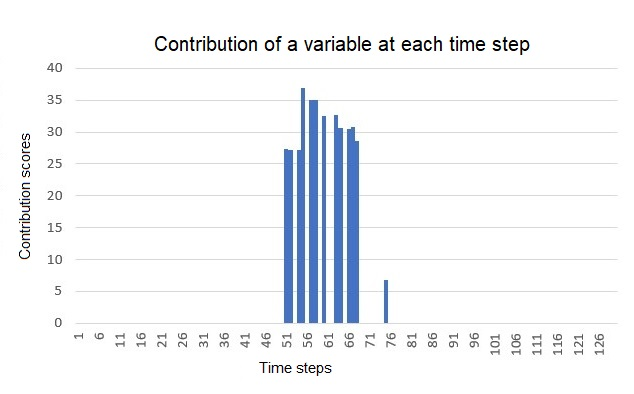 Contribution of a variable at each time step
40
35
30
25
20
15
10
5
0
Contribution scores
1 6 11 16 21 26 31 36 41 46 51 56 61 66 71 76 81 86 91 96 101 106 111 116 121 126
Time steps